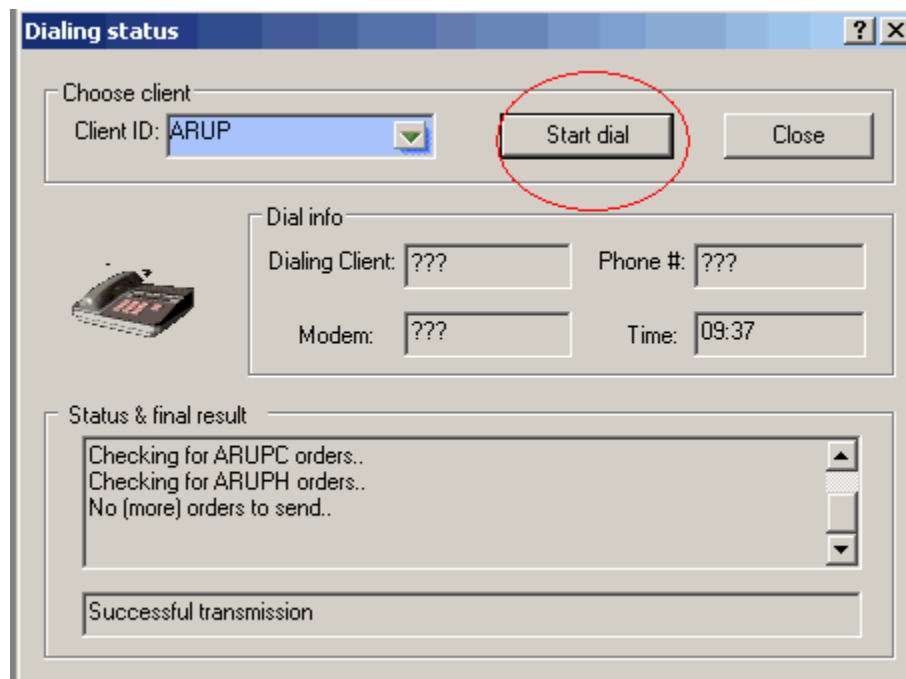 Dialing status
Choose client
Client ID: ARUP
Start dial
Close
Dial info
Dialing Client: ???
Phone #: ???
Modem: ???
Time: 09:37
Status & final result
Checking for ARUPC orders..
Checking for ARUPH orders..
No (more) orders to send..
Successful transmission